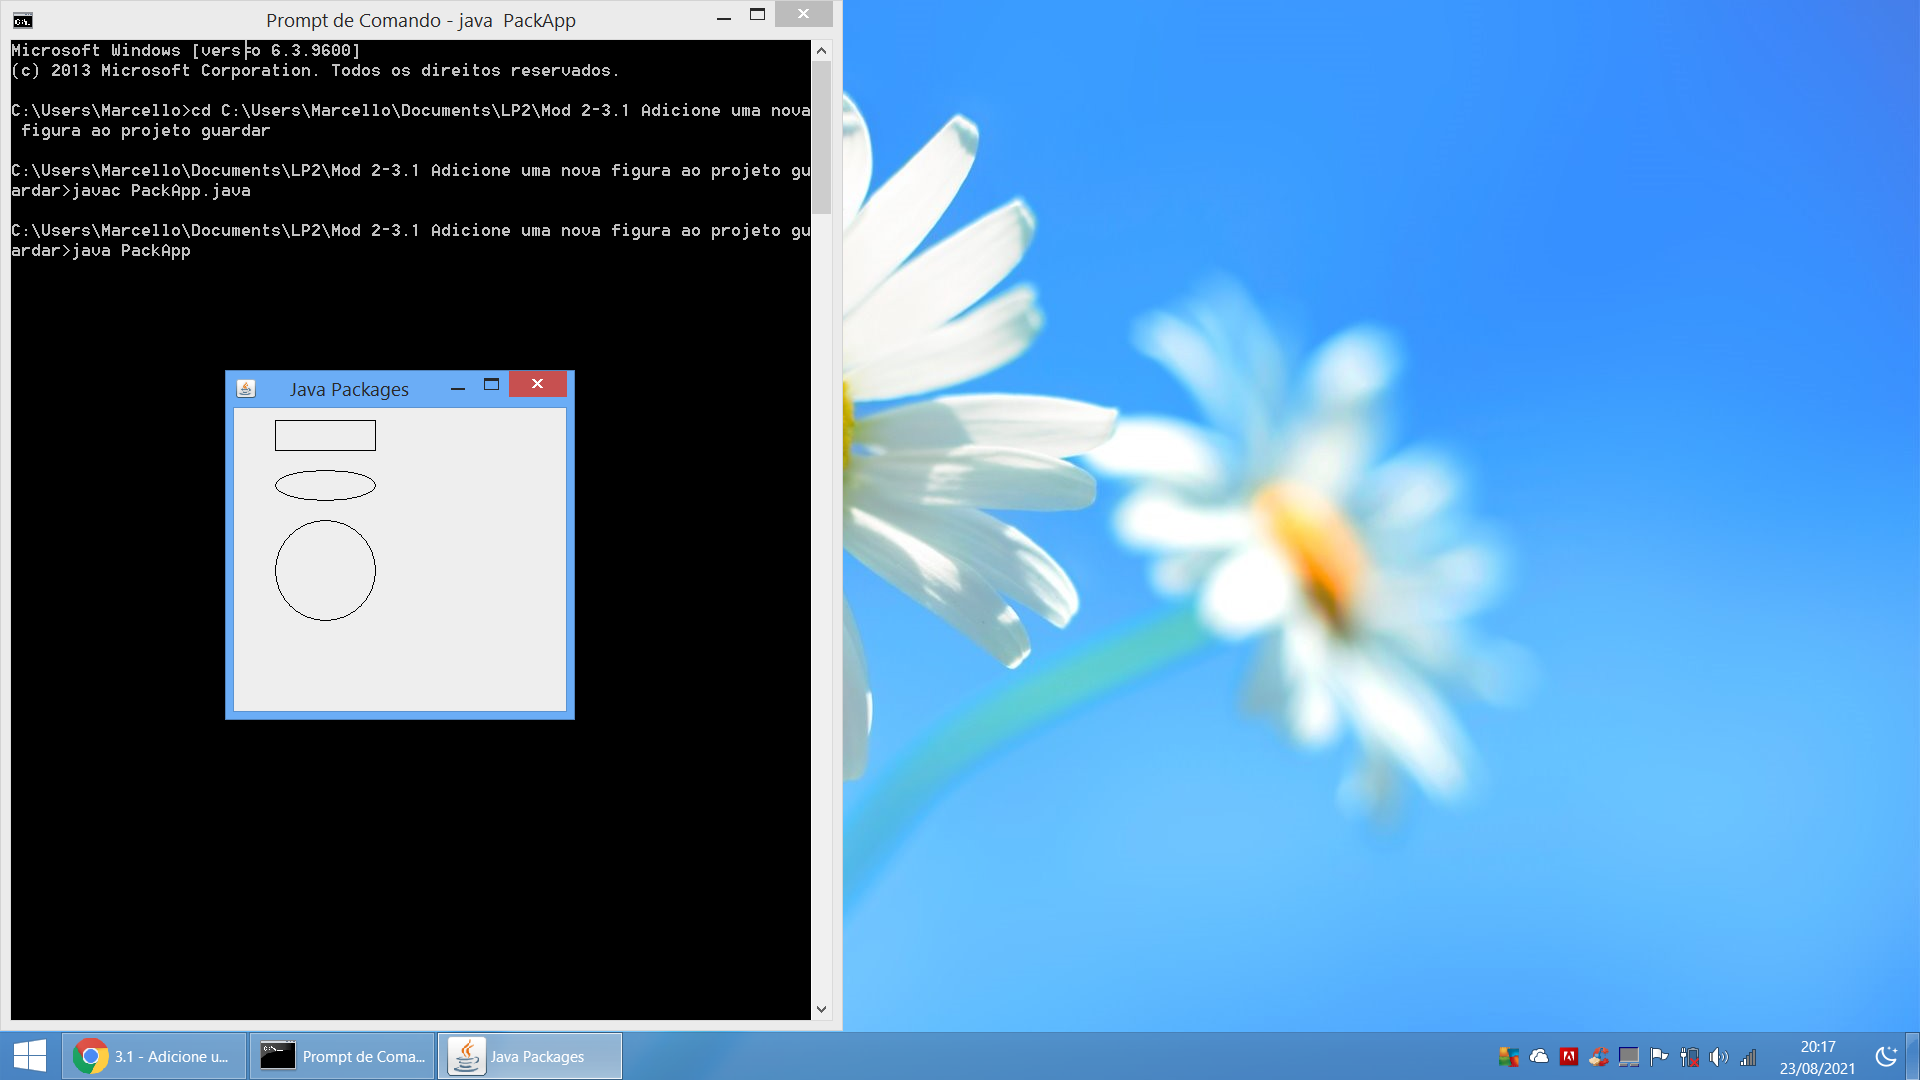 Prompt de Comando - java  PackApp
Microsoft Windows [vers o 6.3.9600]
(c) 2013 Microsoft Corporation. Todos os direitos reservados.
C:\Users\Marcello>cd C:\Users\Marcello\Documents\LP2\Mod 2-3.1 Adicione uma nova
 figura ao projeto guardar
C:\Users\Marcello\Documents\LP2\Mod 2-3.1 Adicione uma nova figura ao projeto gu
ardar>javac PackApp.java
C:\Users\Marcello\Documents\LP2\Mod 2-3.1 Adicione uma nova figura ao projeto gu
ardar>java PackApp
Java Packages
3.1 - Adicione u...
Prompt de Coma...
Java Packages
20:17
23/08/2021